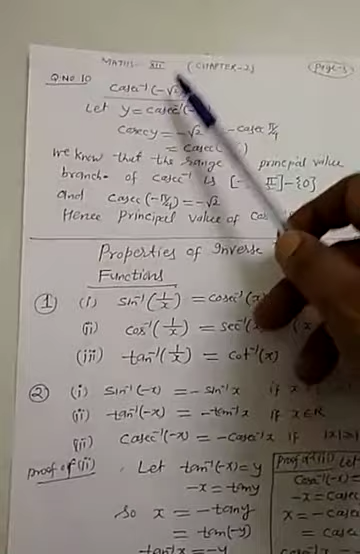 MATHS- XII (CHAPTER-2) Page-5
Q.NO. 10
Cosec⁻¹(-√2)
Let y = Cosec⁻¹(-
Cosecy = -√2 - Cosec π/4
= Cosec( )
We know that the range principal value
branch of cosec⁻¹ is [- π]-{0}
and Cosec(-π/4) = -√2
Hence Principal value of
Properties of Inverse
Functions
① (i) sin⁻¹(1/x) = cosec⁻¹(x)
(ii) cos⁻¹(1/x) = sec⁻¹(x
(iii) tan⁻¹(1/x) = cot⁻¹(x)
② (i) sin⁻¹(-x) = -sin⁻¹x if x
(ii) tan⁻¹(-x) = -tan⁻¹x if x∈R
(iii) Cosec⁻¹(-x) = -Cosec⁻¹x if |x|≥1
proof of (ii) . Let tan⁻¹(-x) = y
-x = tany
So x = -tany
= tan(-y)
tan⁻¹x = -y
Proof of (iii) Let
Cosec⁻¹(-x) =
-x = Cosec
x = -Cosec
= Cosec